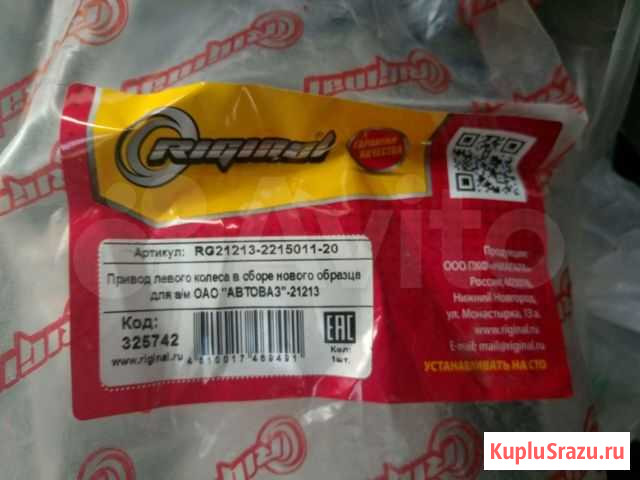 Riginal
ГАРАНТИЯ КАЧЕСТВА
Артикул: RG21213-2215011-20
Привод левого колеса в сборе нового образца
для а/м ОАО "АВТОВАЗ"-21213
Код:
325742
www.riginal.ru
EAC
Кол:
1шт.
Продукция:
Россия,
Нижний Новгород,
ул. Монастырка, 13 а.
www.riginal.ru
E-mail: mail@riginal.ru
УСТАНАВЛИВАТЬ НА СТО
Avito
KupluSrazu.ru